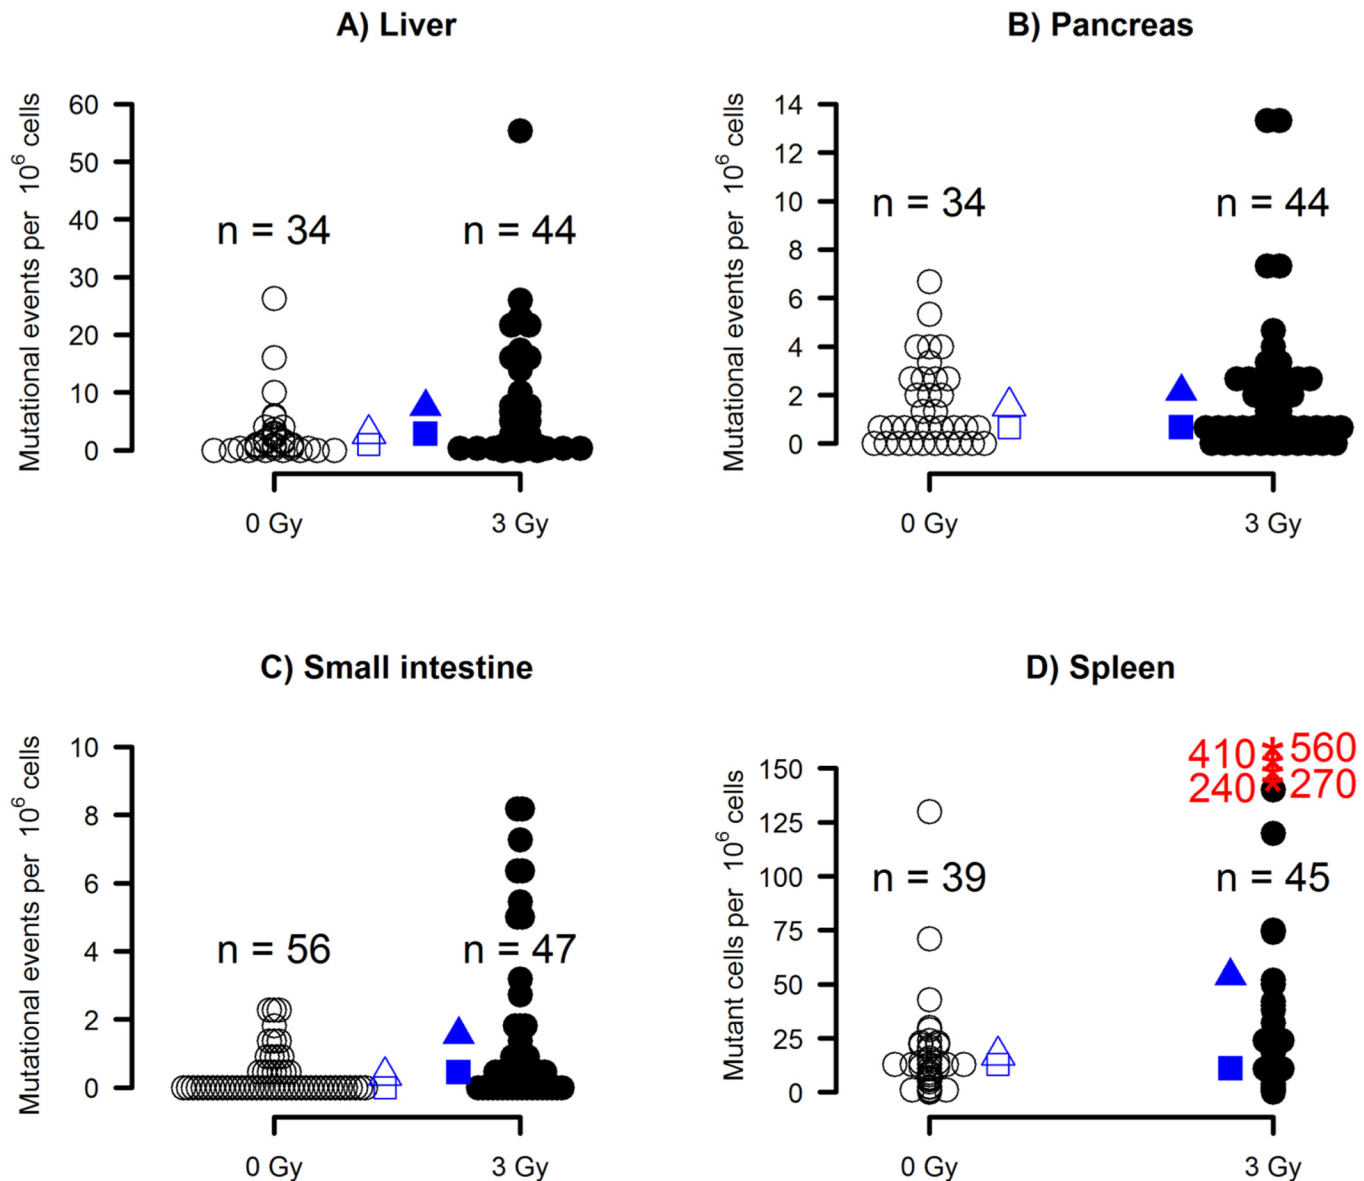 A) Liver
Mutational events per 10⁶ cells
60
50
40
30
20
10
0
n = 34
n = 44
0 Gy
3 Gy
B) Pancreas
Mutational events per 10⁶ cells
14
12
10
8
6
4
2
0
n = 34
n = 44
0 Gy
3 Gy
C) Small intestine
Mutational events per 10⁶ cells
10
8
6
4
2
0
n = 56
n = 47
0 Gy
3 Gy
D) Spleen
Mutant cells per 10⁶ cells
150
125
100
75
50
25
0
410
560
240
270
n = 39
n = 45
0 Gy
3 Gy